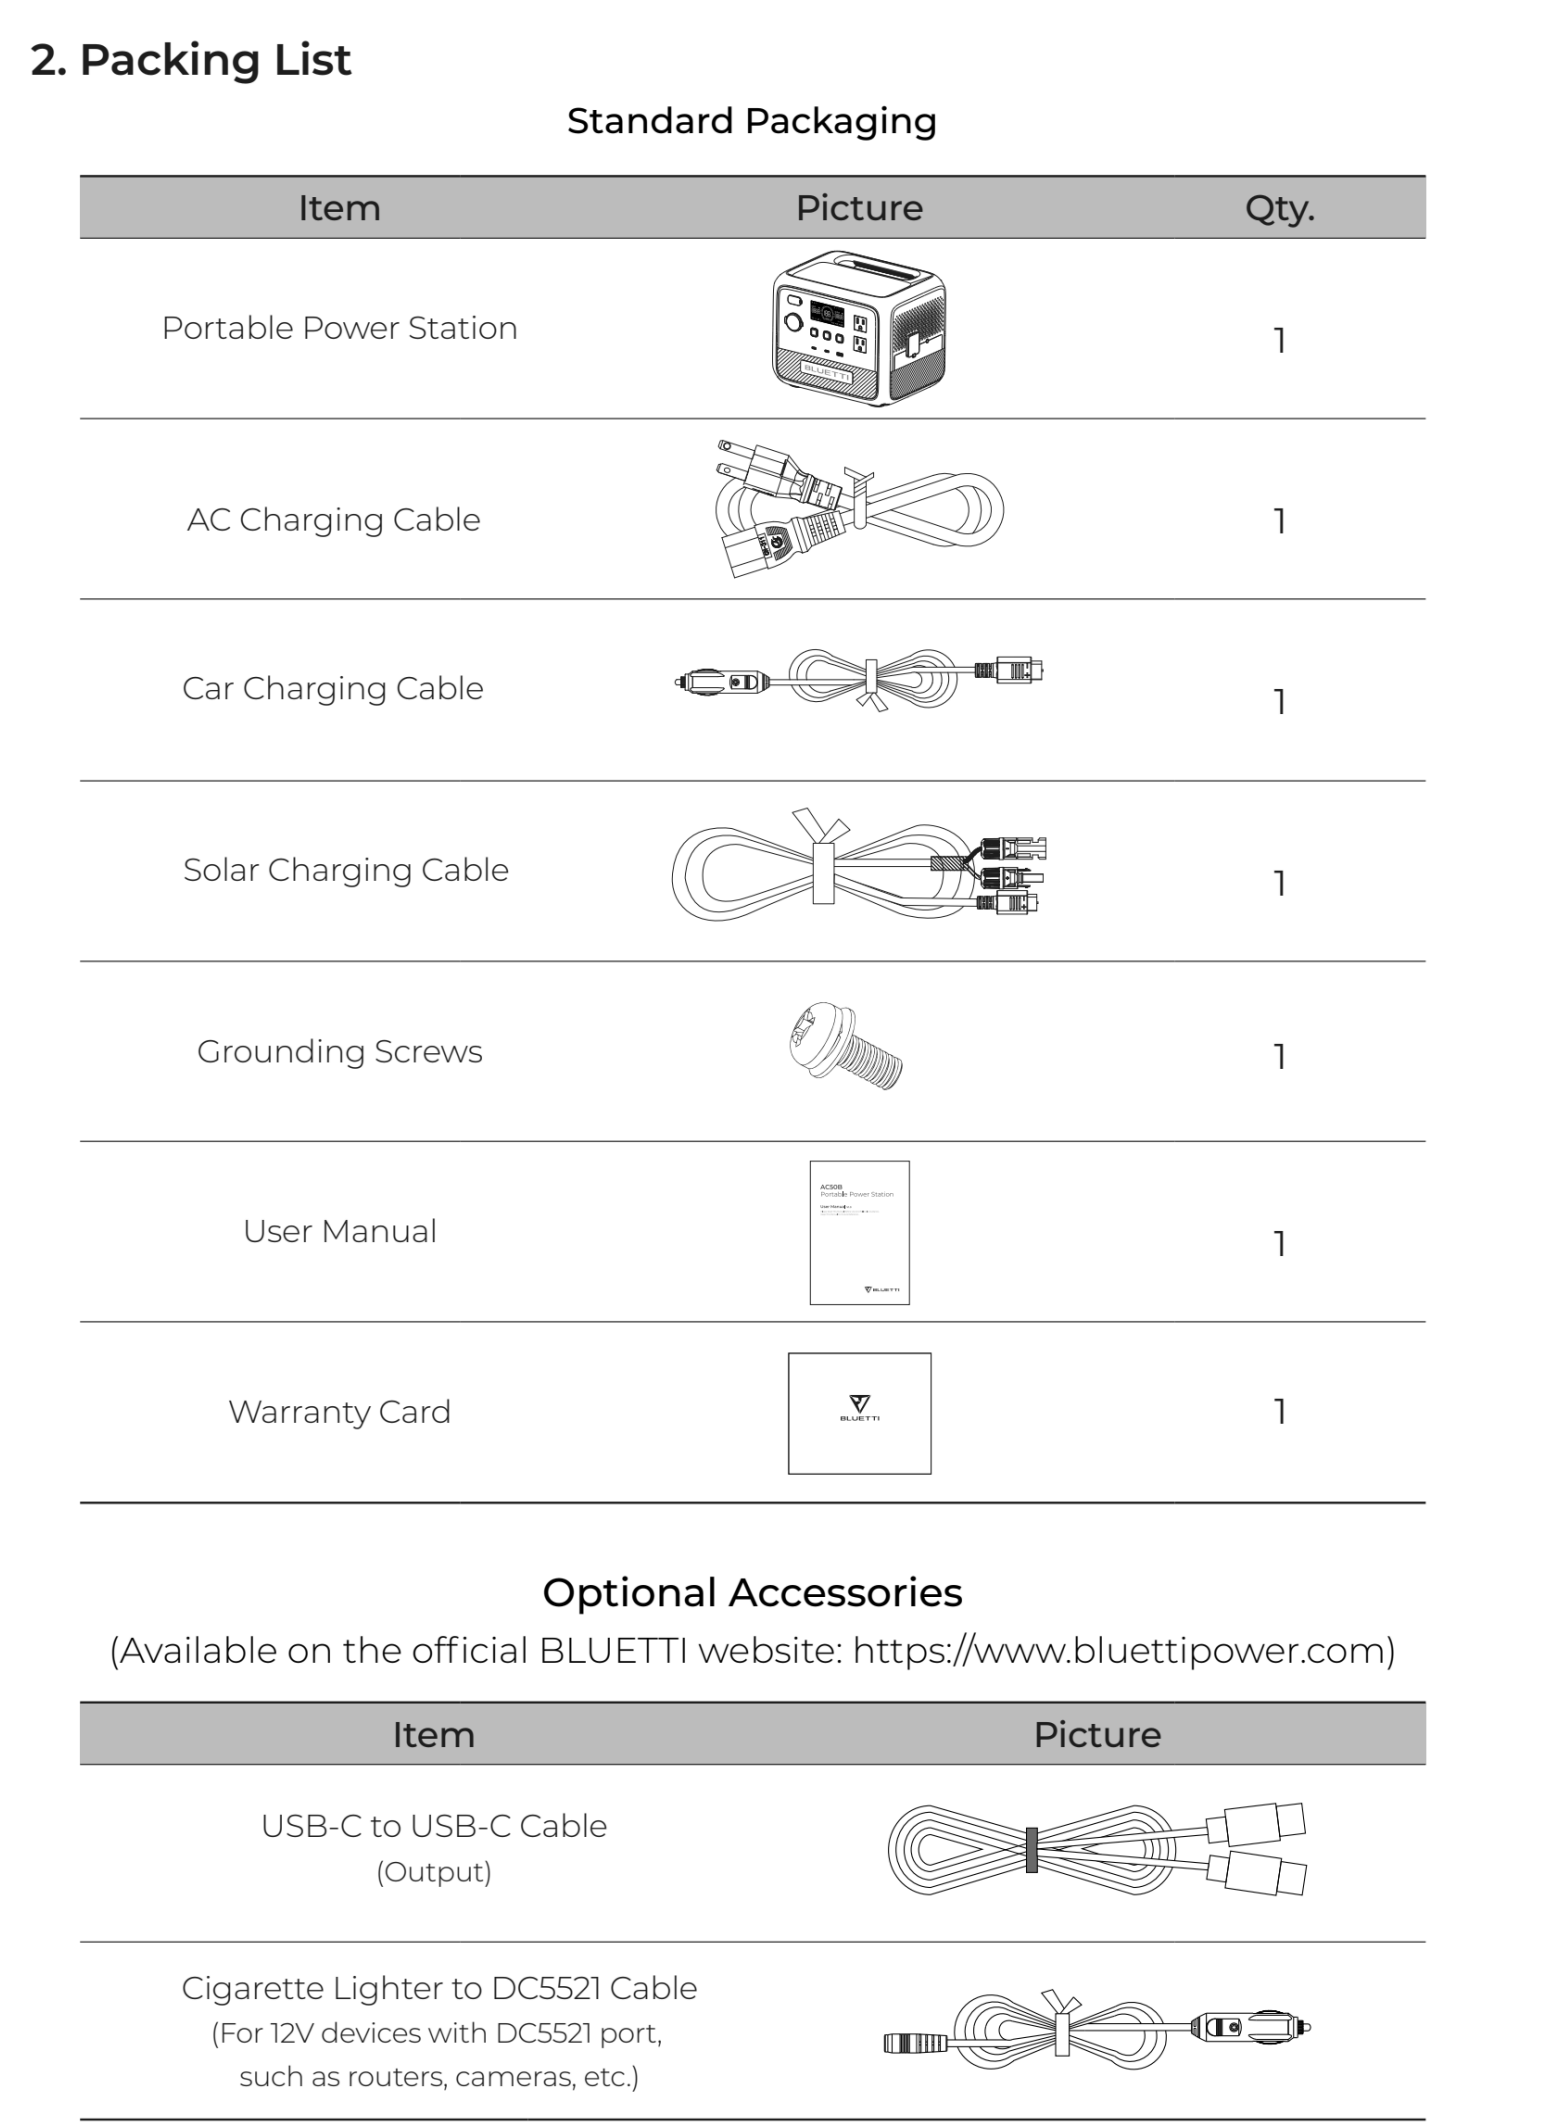 2. Packing List
Standard Packaging
Item Picture Qty.
Portable Power Station 1
BLUETTI
AC Charging Cable 1
Car Charging Cable 1
Solar Charging Cable 1
Grounding Screws 1
AC50B
Portable Power Station
User Manual
User Manual 1
BLUETTI
Warranty Card 1
BLUETTI
Optional Accessories
(Available on the official BLUETTI website: https://www.bluettipower.com)
Item Picture
USB-C to USB-C Cable
(Output)
Cigarette Lighter to DC5521 Cable
(For 12V devices with DC5521 port,
such as routers, cameras, etc.)